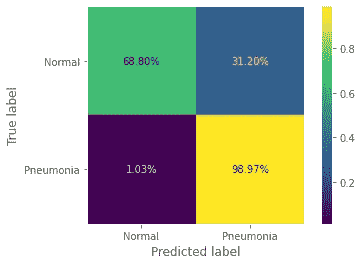 Normal
68.80%
31.20%
Pneumonia
1.03%
98.97%
Normal
Pneumonia
Predicted label
True label
0.8
0.6
0.4
0.2